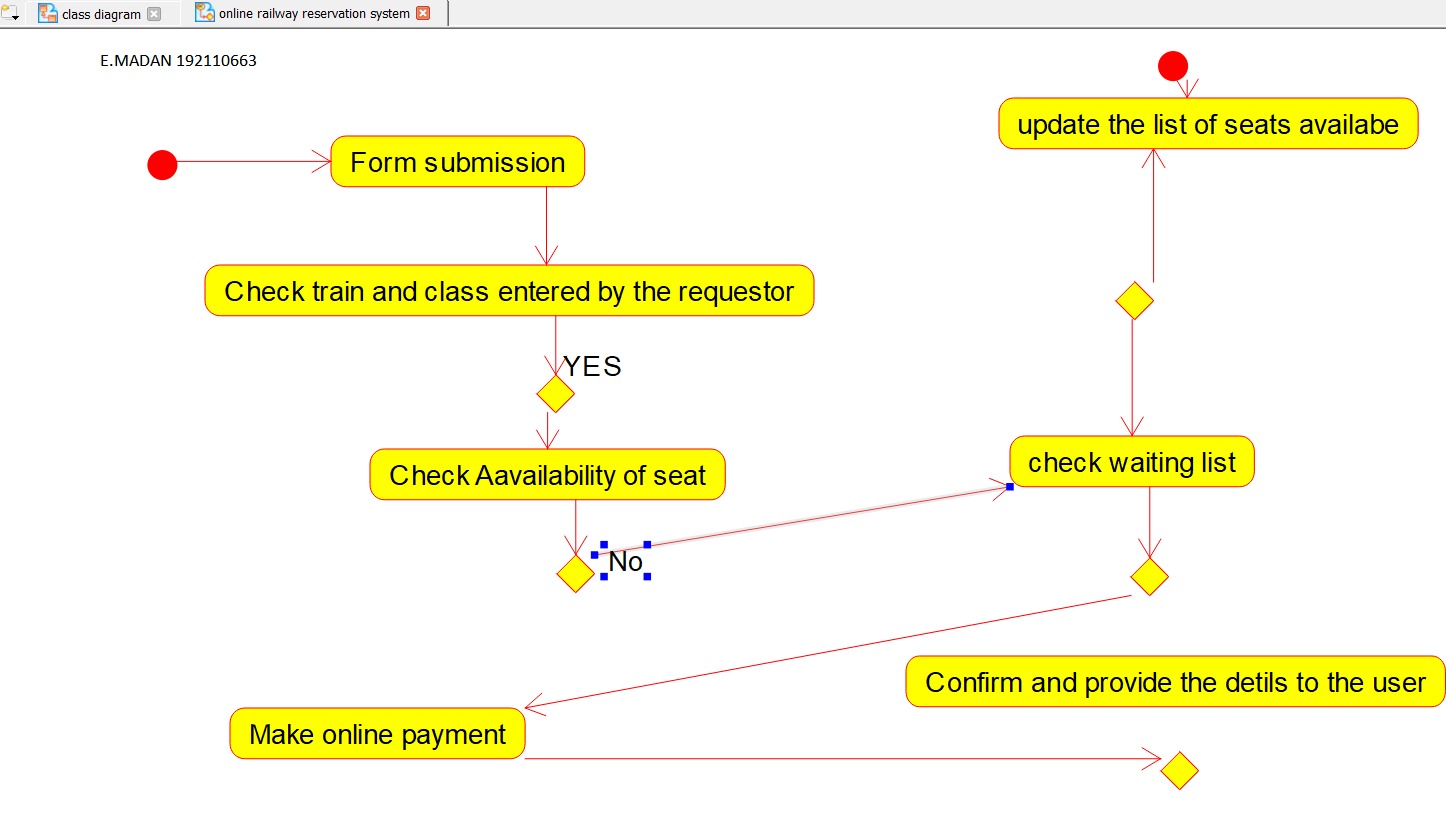 class diagram
online railway reservation system
E.MADAN 192110663
update the list of seats availabe
Form submission
Check train and class entered by the requestor
YES
Check Aavailability of seat
check waiting list
No
Confirm and provide the detils to the user
Make online payment